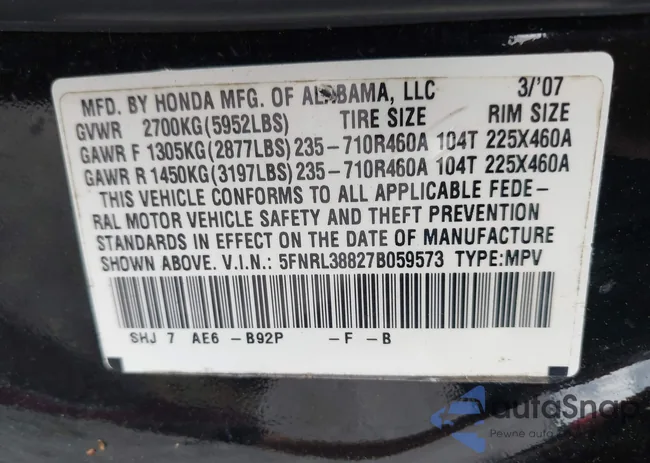 MFD. BY HONDA MFG. OF ALABAMA, LLC 3/'07
GVWR 2700KG(5952LBS) TIRE SIZE RIM SIZE
GAWR F 1305KG(2877LBS)235-710R460A 104T 225X460A
GAWR R 1450KG(3197LBS)235-710R460A 104T 225X460A
THIS VEHICLE CONFORMS TO ALL APPLICABLE FEDE-
RAL MOTOR VEHICLE SAFETY AND THEFT PREVENTION
STANDARDS IN EFFECT ON THE DATE OF MANUFACTURE
SHOWN ABOVE. V.I.N.: 5FNRL38827B059573 TYPE:MPV
SHJ 7 AE6 -B92P -F -B
autaSnap
Pewne auto